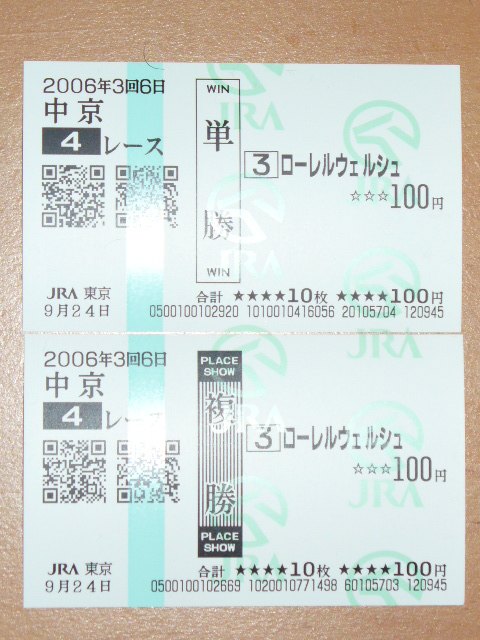 2006年3回6日
中京
4 レース
WIN
単勝
WIN
3 ローレルウェルシュ
☆☆☆100円
JRA 東京
9月24日
合計 ★★★★10枚 ★★★★100円
0500100102920 1010010416056 20105704 120945
JRA
JRA
JRA
2006年3回6日
中京
4 レース
PLACE
SHOW
複勝
PLACE
SHOW
3 ローレルウェルシュ
☆☆☆100円
JRA 東京
9月24日
合計 ★★★★10枚 ★★★★100円
0500100102669 1020010771498 60105703 120945
JRA
JRA